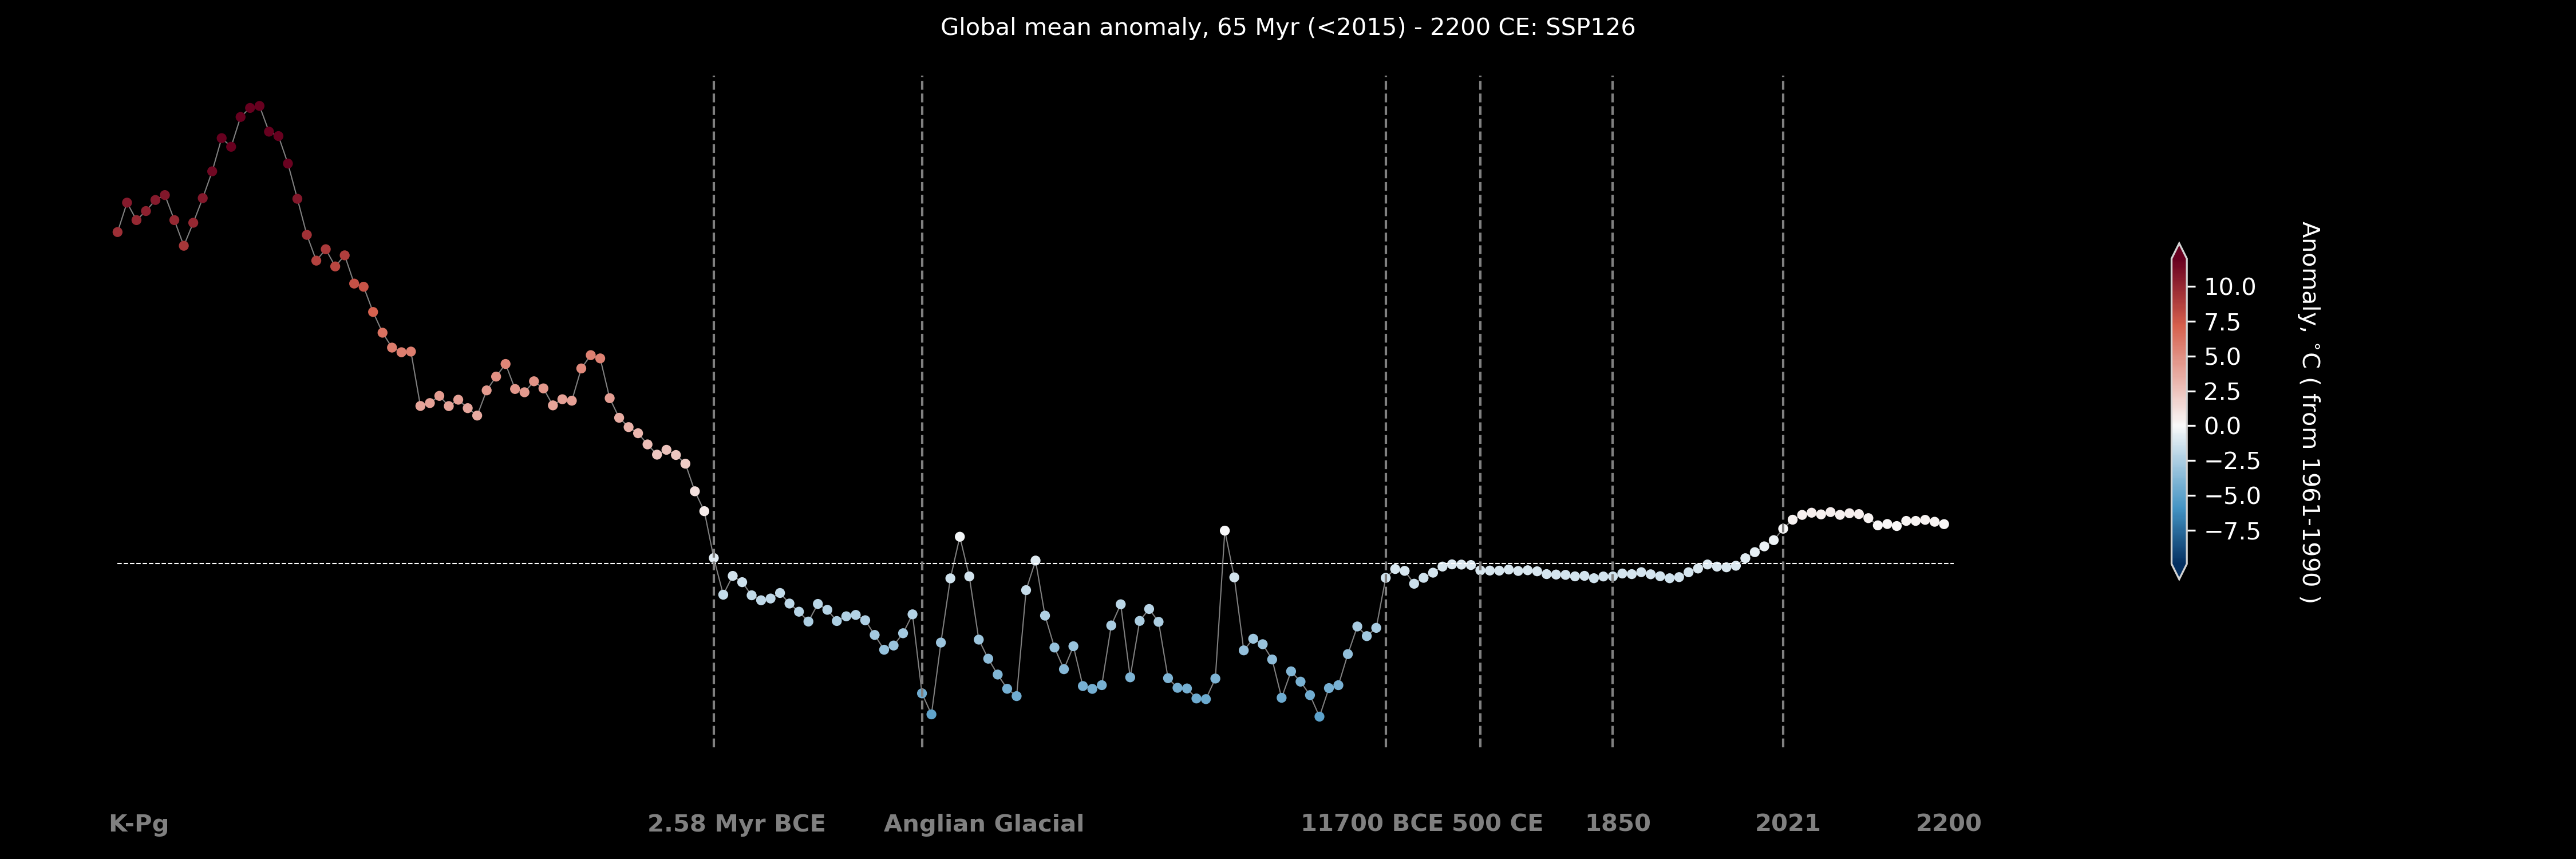 Global mean anomaly, 65 Myr (<2015) - 2200 CE: SSP126
10.0
7.5
5.0
2.5
0.0
−2.5
−5.0
−7.5
Anomaly, °C ( from 1961-1990 )
K-Pg
2.58 Myr BCE
Anglian Glacial
11700 BCE
500 CE
1850
2021
2200